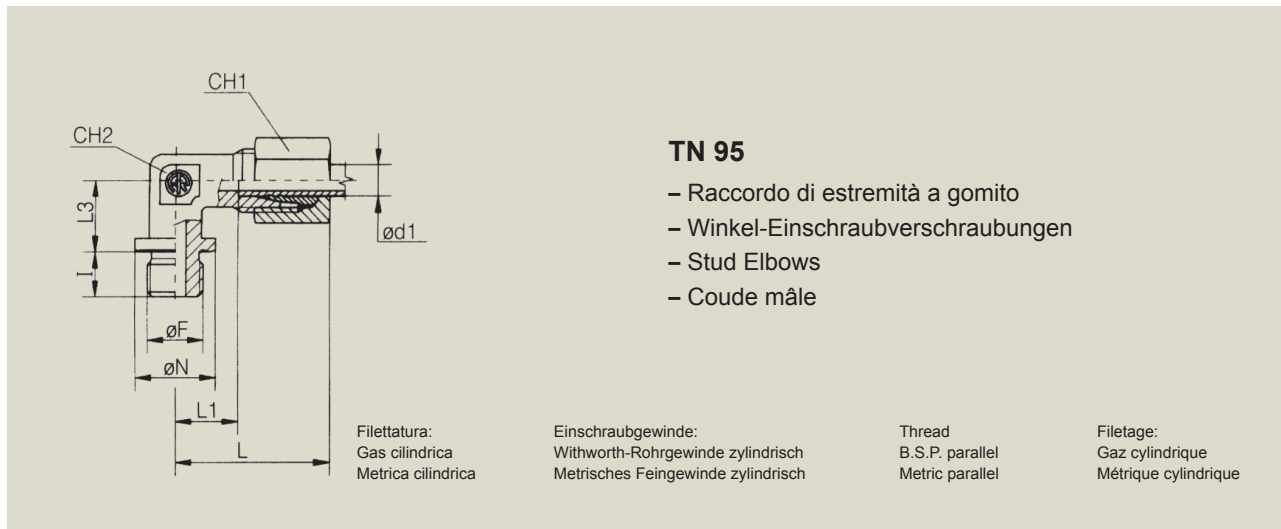 CH1
CH2
L3
I
ød1
øF
øN
L1
L
TN 95
– Raccordo di estremità a gomito
– Winkel-Einschraubverschraubungen
– Stud Elbows
– Coude mâle
Filettatura:
Gas cilindrica
Metrica cilindrica
Einschraubgewinde:
Withworth-Rohrgewinde zylindrisch
Metrisches Feingewinde zylindrisch
Thread
B.S.P. parallel
Metric parallel
Filetage:
Gaz cylindrique
Métrique cylindrique